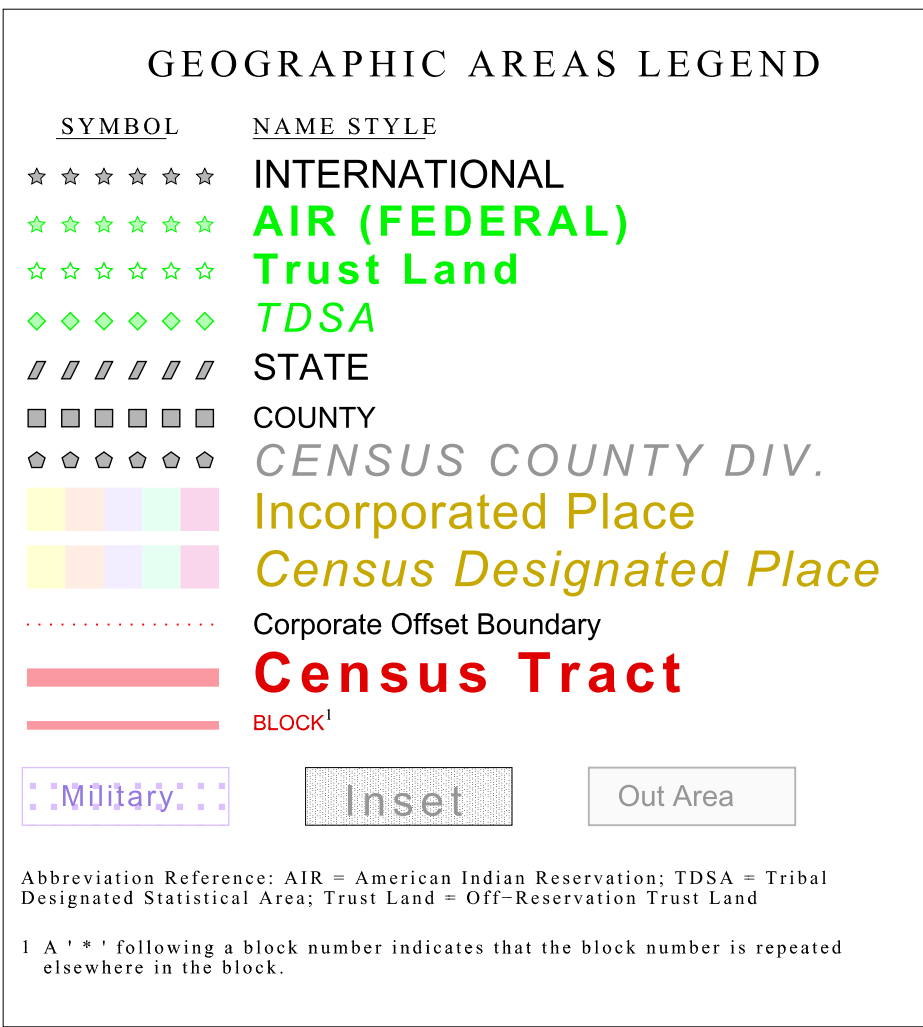 GEOGRAPHIC AREAS LEGEND
SYMBOL NAME STYLE
INTERNATIONAL
AIR (FEDERAL)
Trust Land
TDSA
STATE
COUNTY
CENSUS COUNTY DIV.
Incorporated Place
Census Designated Place
Corporate Offset Boundary
Census Tract
BLOCK1
Military Inset Out Area
Abbreviation Reference: AIR = American Indian Reservation; TDSA = Tribal
Designated Statistical Area; Trust Land = Off−Reservation Trust Land
1 A ' * ' following a block number indicates that the block number is repeated
elsewhere in the block.